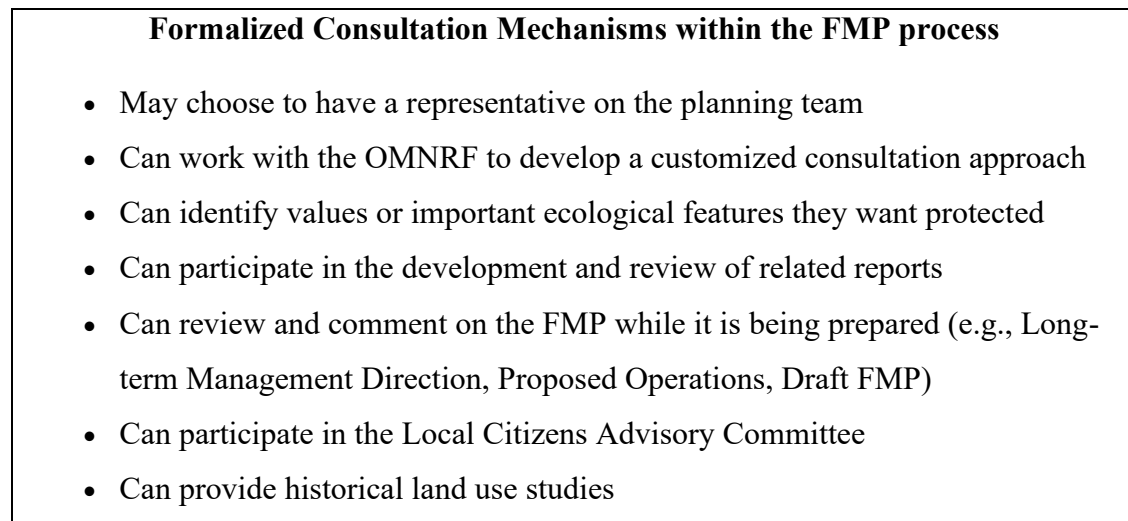 Formalized Consultation Mechanisms within the FMP process
• May choose to have a representative on the planning team
• Can work with the OMNRF to develop a customized consultation approach
• Can identify values or important ecological features they want protected
• Can participate in the development and review of related reports
• Can review and comment on the FMP while it is being prepared (e.g., Long-
term Management Direction, Proposed Operations, Draft FMP)
• Can participate in the Local Citizens Advisory Committee
• Can provide historical land use studies